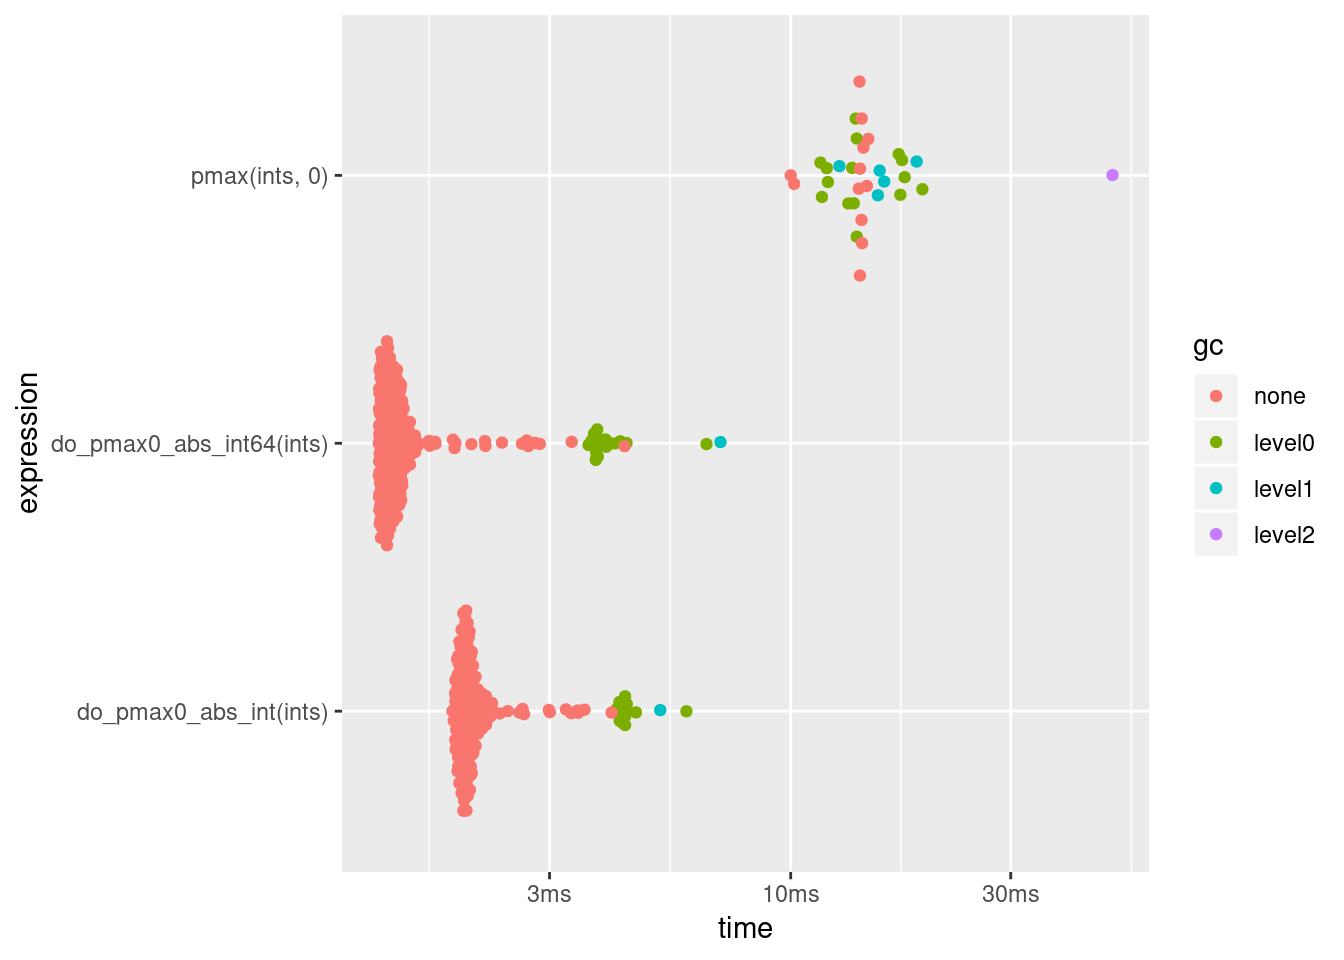 expression
pmax(ints, 0)
do_pmax0_abs_int64(ints)
do_pmax0_abs_int(ints)
3ms
10ms
30ms
time
gc
none
level0
level1
level2